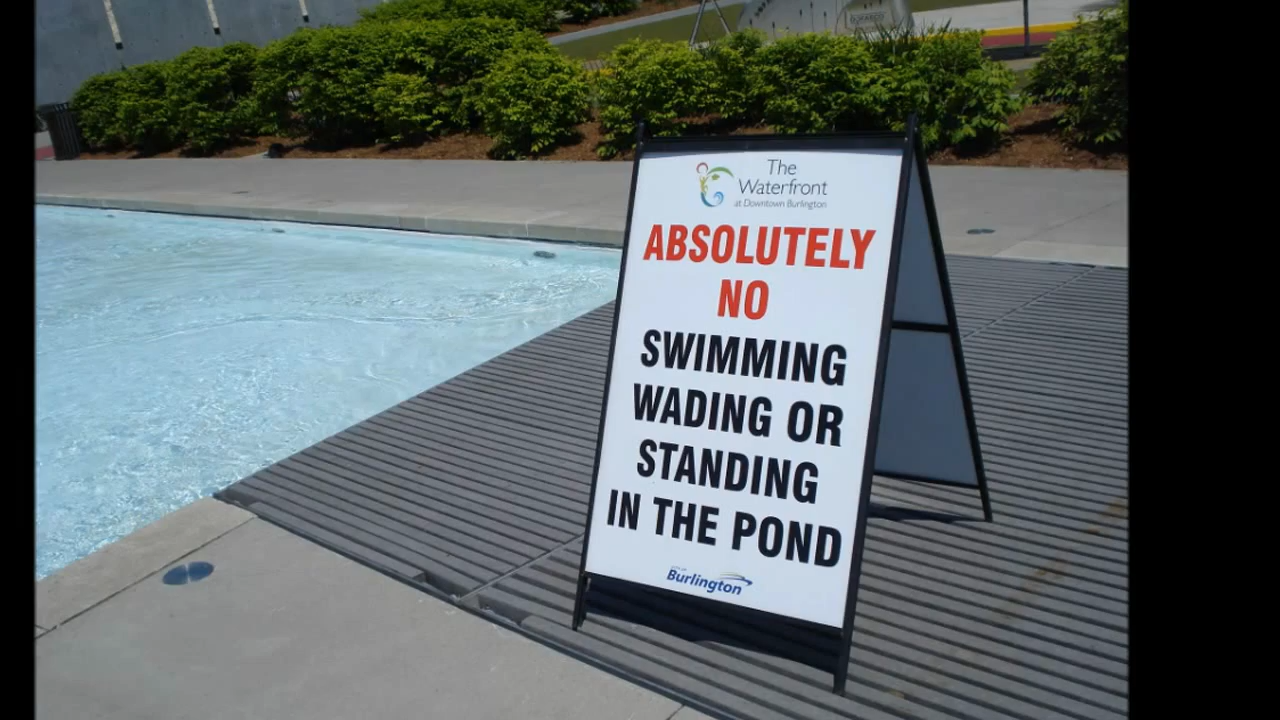 The
Waterfront
at Downtown Burlington
ABSOLUTELY
NO
SWIMMING
WADING OR
STANDING
IN THE POND
Burlington